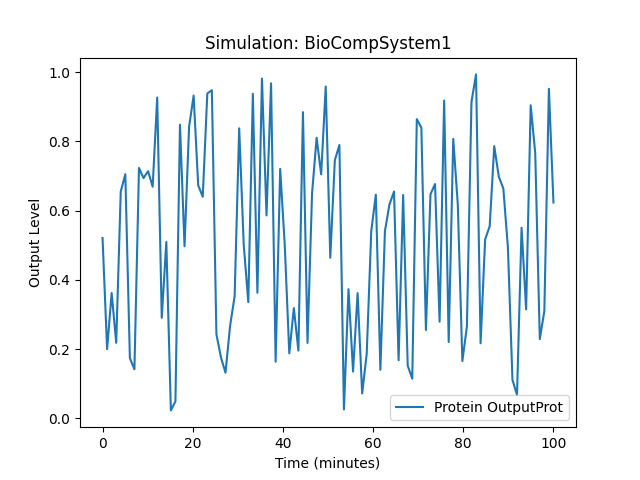 Simulation: BioCompSystem1
1.0
0.8
0.6
0.4
0.2
0.0
Output Level
Protein OutputProt
0 20 40 60 80 100
Time (minutes)